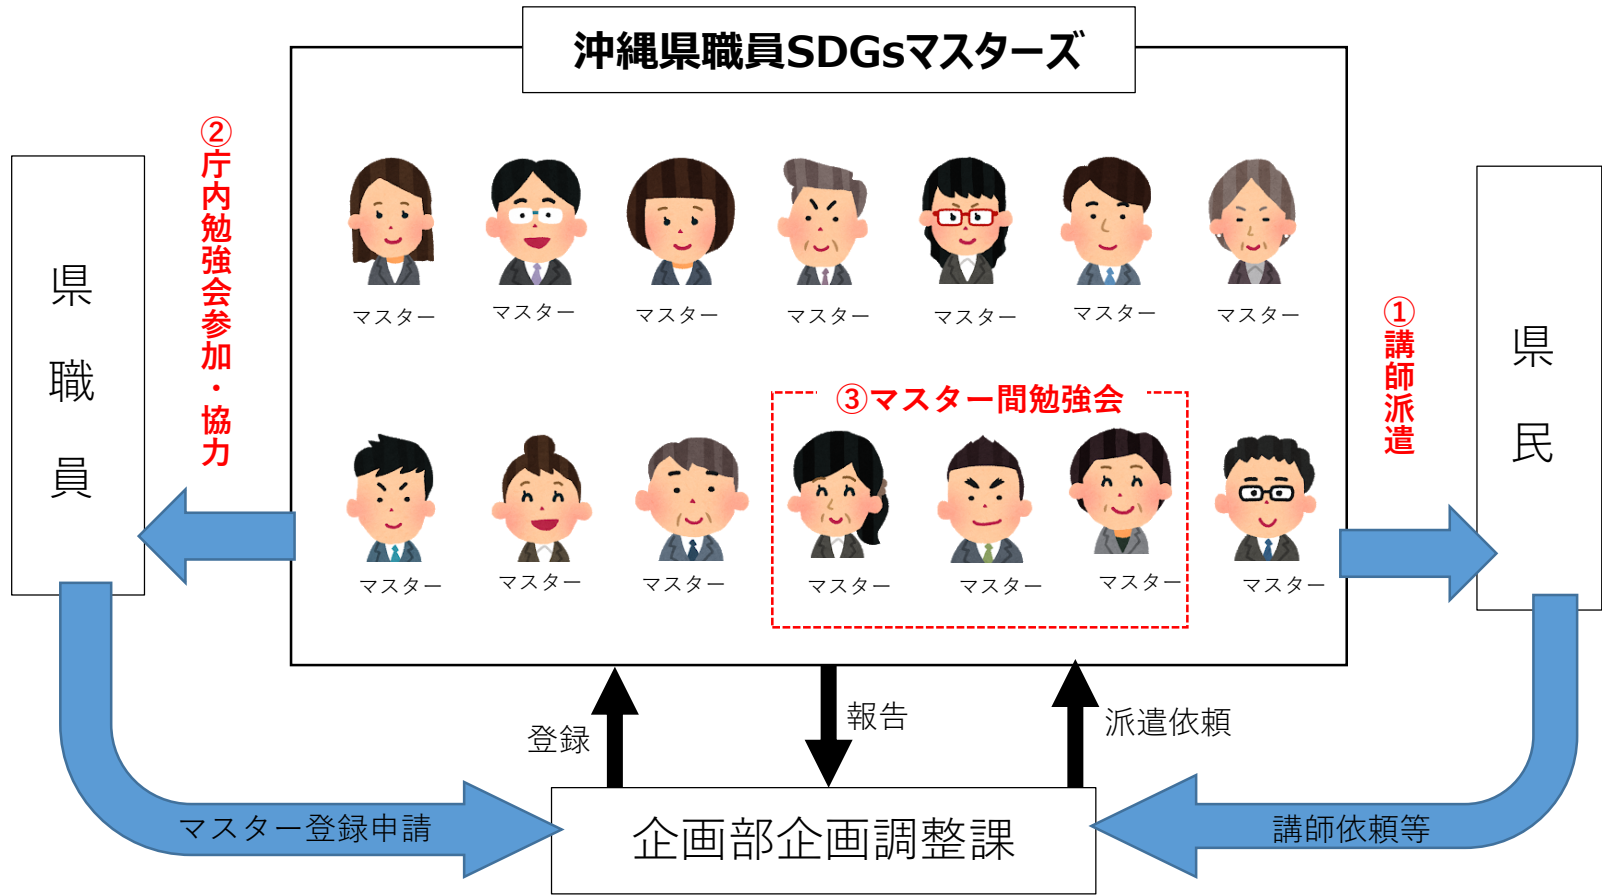 沖縄県職員SDGsマスターズ
②庁内勉強会参加・協力
県職員
マスター
マスター
マスター
マスター
マスター
マスター
マスター
①講師派遣
県民
③マスター間勉強会
マスター
マスター
マスター
マスター
マスター
マスター
マスター
登録
報告
派遣依頼
マスター登録申請
企画部企画調整課
講師依頼等